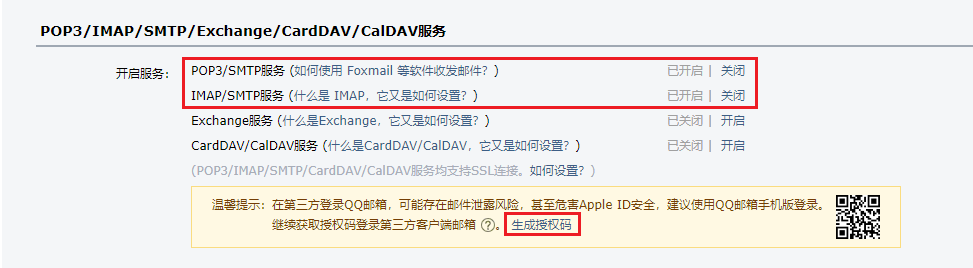 POP3/IMAP/SMTP/Exchange/CardDAV/CalDAV服务
开启服务： POP3/SMTP服务 (如何使用 Foxmail 等软件收发邮件？) 已开启 | 关闭
IMAP/SMTP服务 (什么是 IMAP，它又是如何设置？) 已开启 | 关闭
Exchange服务 (什么是Exchange，它又是如何设置？) 已关闭 | 开启
CardDAV/CalDAV服务 (什么是CardDAV/CalDAV，它又是如何设置？) 已关闭 | 开启
(POP3/IMAP/SMTP/CardDAV/CalDAV服务均支持SSL连接。如何设置？)
温馨提示：在第三方登录QQ邮箱，可能存在邮件泄露风险，甚至危害Apple ID安全，建议使用QQ邮箱手机版登录。
继续获取授权码登录第三方客户端邮箱 ?。 生成授权码